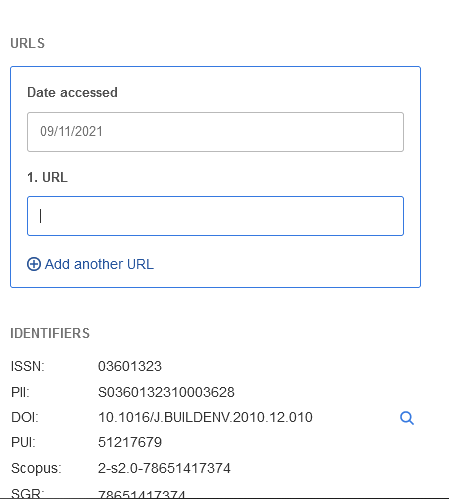 URLS
Date accessed
09/11/2021
1. URL
Add another URL
IDENTIFIERS
ISSN: 03601323
PII: S0360132310003628
DOI: 10.1016/J.BUILDENV.2010.12.010
PUI: 51217679
Scopus: 2-s2.0-78651417374
SGR: 78651417374